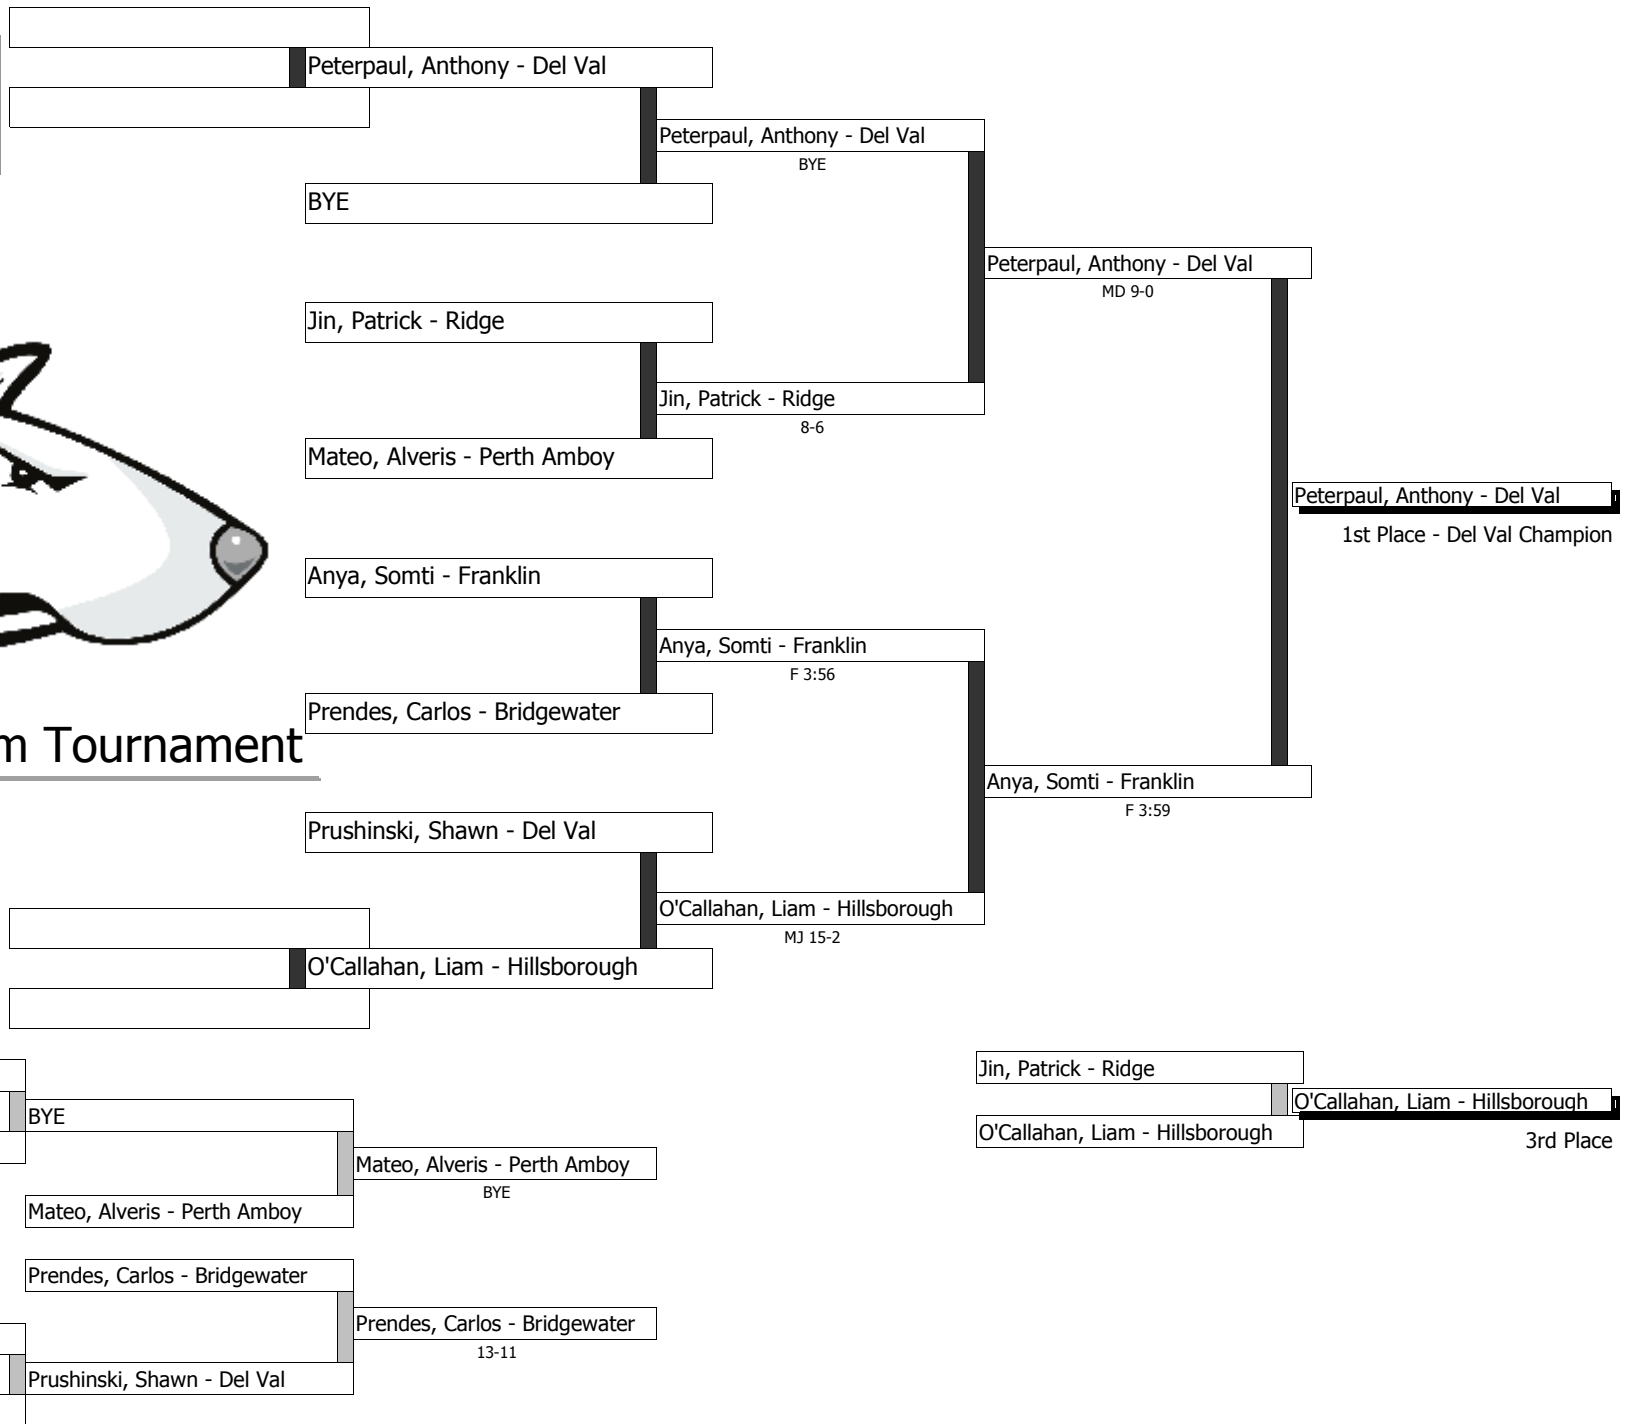 Peterpaul, Anthony - Del Val
Peterpaul, Anthony - Del Val
BYE
BYE
Peterpaul, Anthony - Del Val
MD 9-0
Jin, Patrick - Ridge
Jin, Patrick - Ridge
8-6
Mateo, Alveris - Perth Amboy
Peterpaul, Anthony - Del Val
1st Place - Del Val Champion
Anya, Somti - Franklin
Anya, Somti - Franklin
F 3:56
Prendes, Carlos - Bridgewater
m Tournament
Anya, Somti - Franklin
F 3:59
Prushinski, Shawn - Del Val
O'Callahan, Liam - Hillsborough
MJ 15-2
O'Callahan, Liam - Hillsborough
Jin, Patrick - Ridge
O'Callahan, Liam - Hillsborough
O'Callahan, Liam - Hillsborough
3rd Place
BYE
Mateo, Alveris - Perth Amboy
BYE
Mateo, Alveris - Perth Amboy
Prendes, Carlos - Bridgewater
Prendes, Carlos - Bridgewater
13-11
Prushinski, Shawn - Del Val